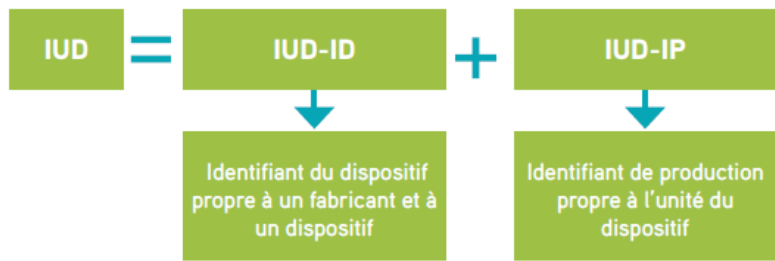 IUD = IUD-ID + IUD-IP
Identifiant du dispositif
propre à un fabricant et à
un dispositif
Identifiant de production
propre à l'unité du
dispositif